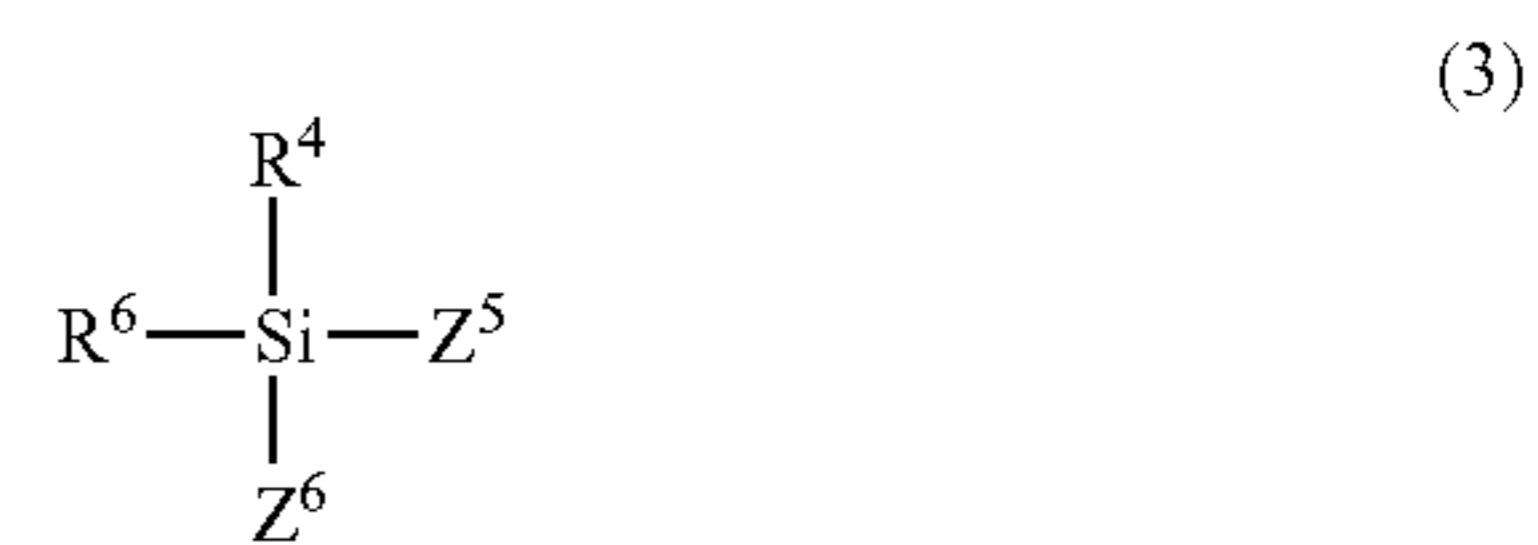 (3)
R⁴
R⁶—Si—Z⁵
Z⁶